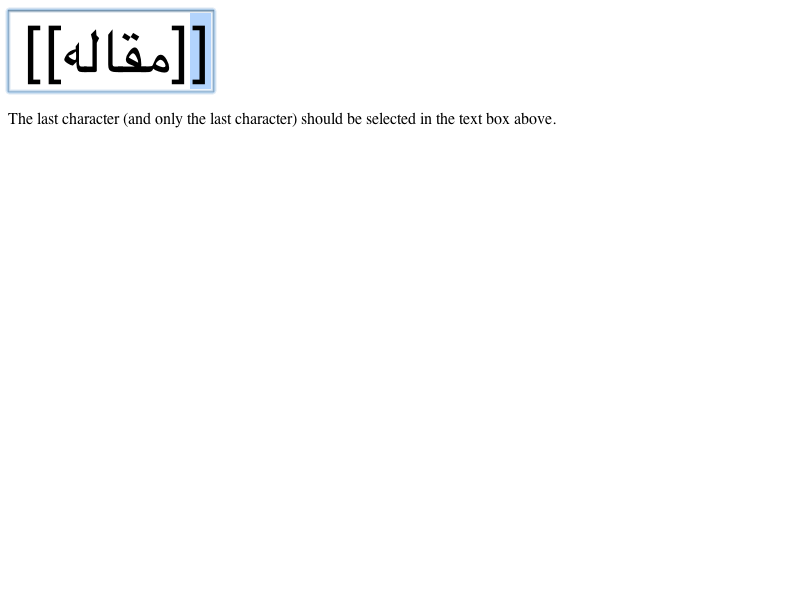 [[مقاله]]
The last character (and only the last character) should be selected in the text box above.